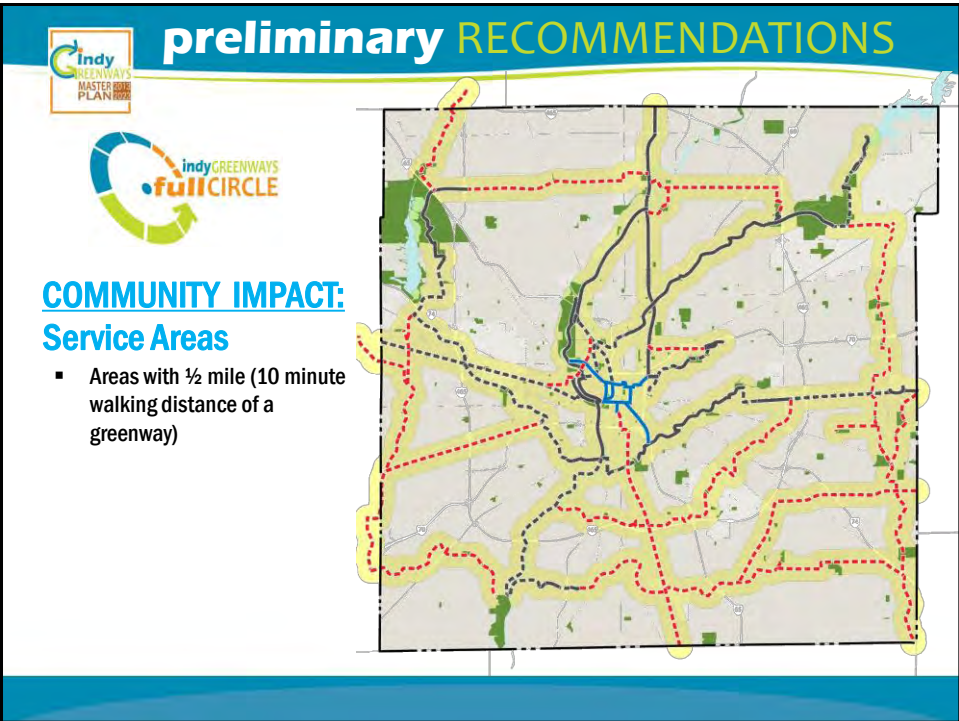 preliminary RECOMMENDATIONS
indy
GREENWAYS
MASTER
PLAN
indyGREENWAYS
fullCIRCLE
COMMUNITY IMPACT:
Service Areas
▪ Areas with ½ mile (10 minute
walking distance of a
greenway)